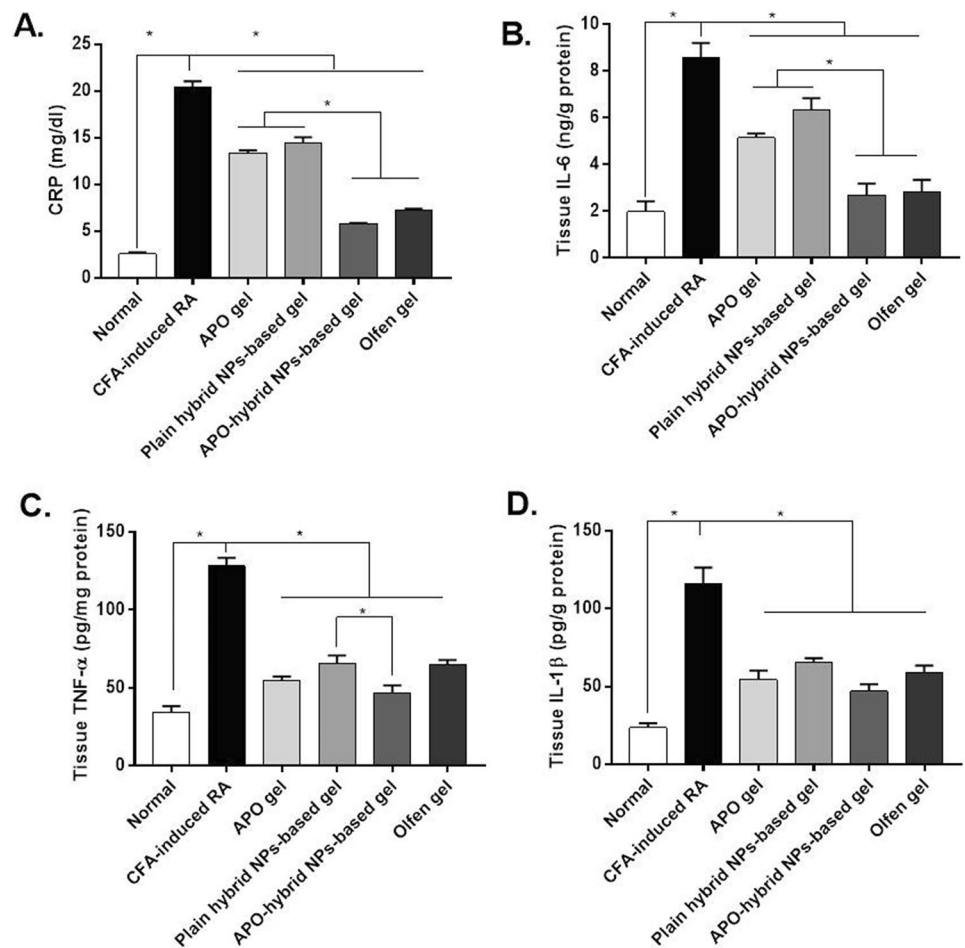 A.
* *
*
CRP (mg/dl)
25
20
15
10
5
0
Normal
CFA-induced RA
APO gel
Plain hybrid NPs-based gel
APO-hybrid NPs-based gel
Olfen gel
B.
* *
*
Tissue IL-6 (ng/g protein)
10
8
6
4
2
0
Normal
CFA-induced RA
APO gel
Plain hybrid NPs-based gel
APO-hybrid NPs-based gel
Olfen gel
C.
* *
*
Tissue TNF-α (pg/mg protein)
150
100
50
0
Normal
CFA-induced RA
APO gel
Plain hybrid NPs-based gel
APO-hybrid NPs-based gel
Olfen gel
D.
* *
Tissue IL-1β (pg/g protein)
150
100
50
0
Normal
CFA-induced RA
APO gel
Plain hybrid NPs-based gel
APO-hybrid NPs-based gel
Olfen gel